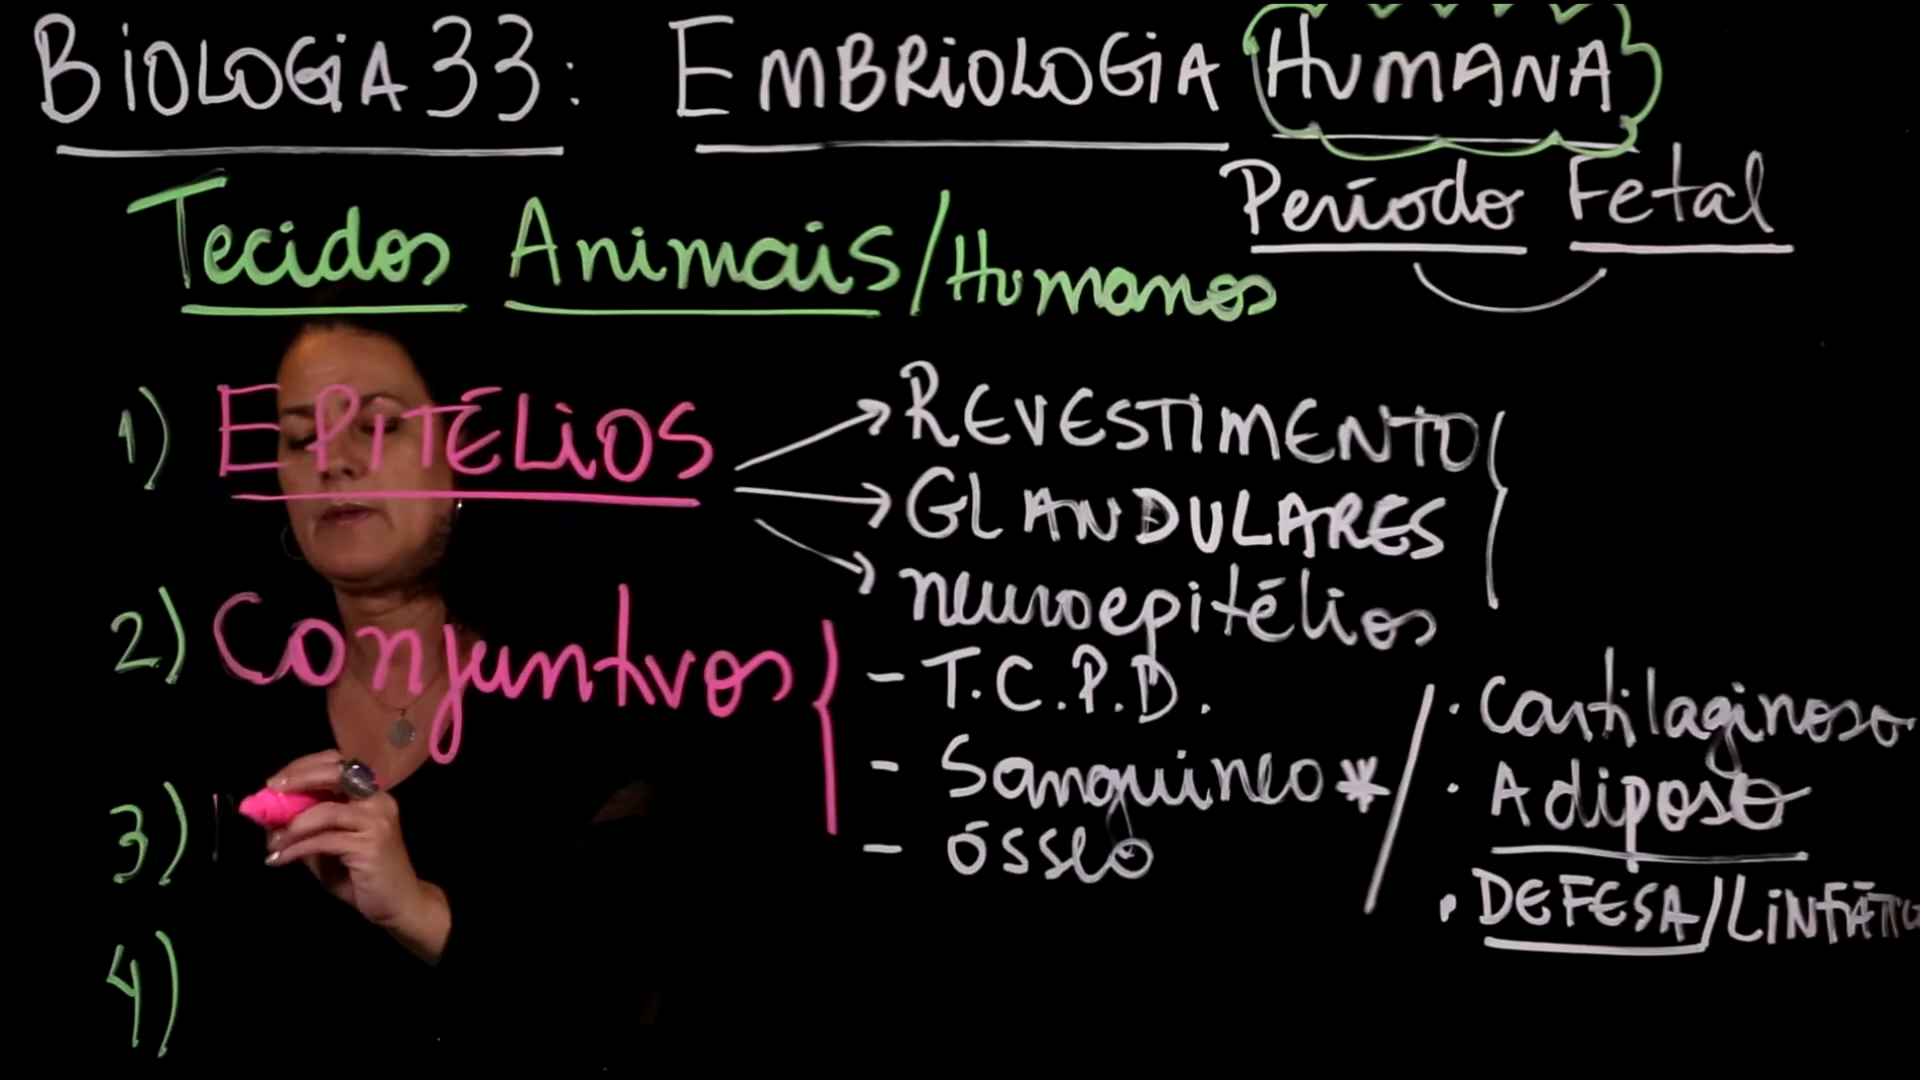 BIOLOGIA 33: EMBRIOLOGIA HUMANA
Período Fetal
Tecidos Animais/Humanos
1) EPITÉLIOS
REVESTIMENTO
GLANDULARES
neuroepitélios
2) Conjuntivos
- T.C.P.D.
- Sanguíneo *
- ósseo
· Cartilaginoso
· Adiposo
· DEFESA/LINFÁTIC
3)
4)